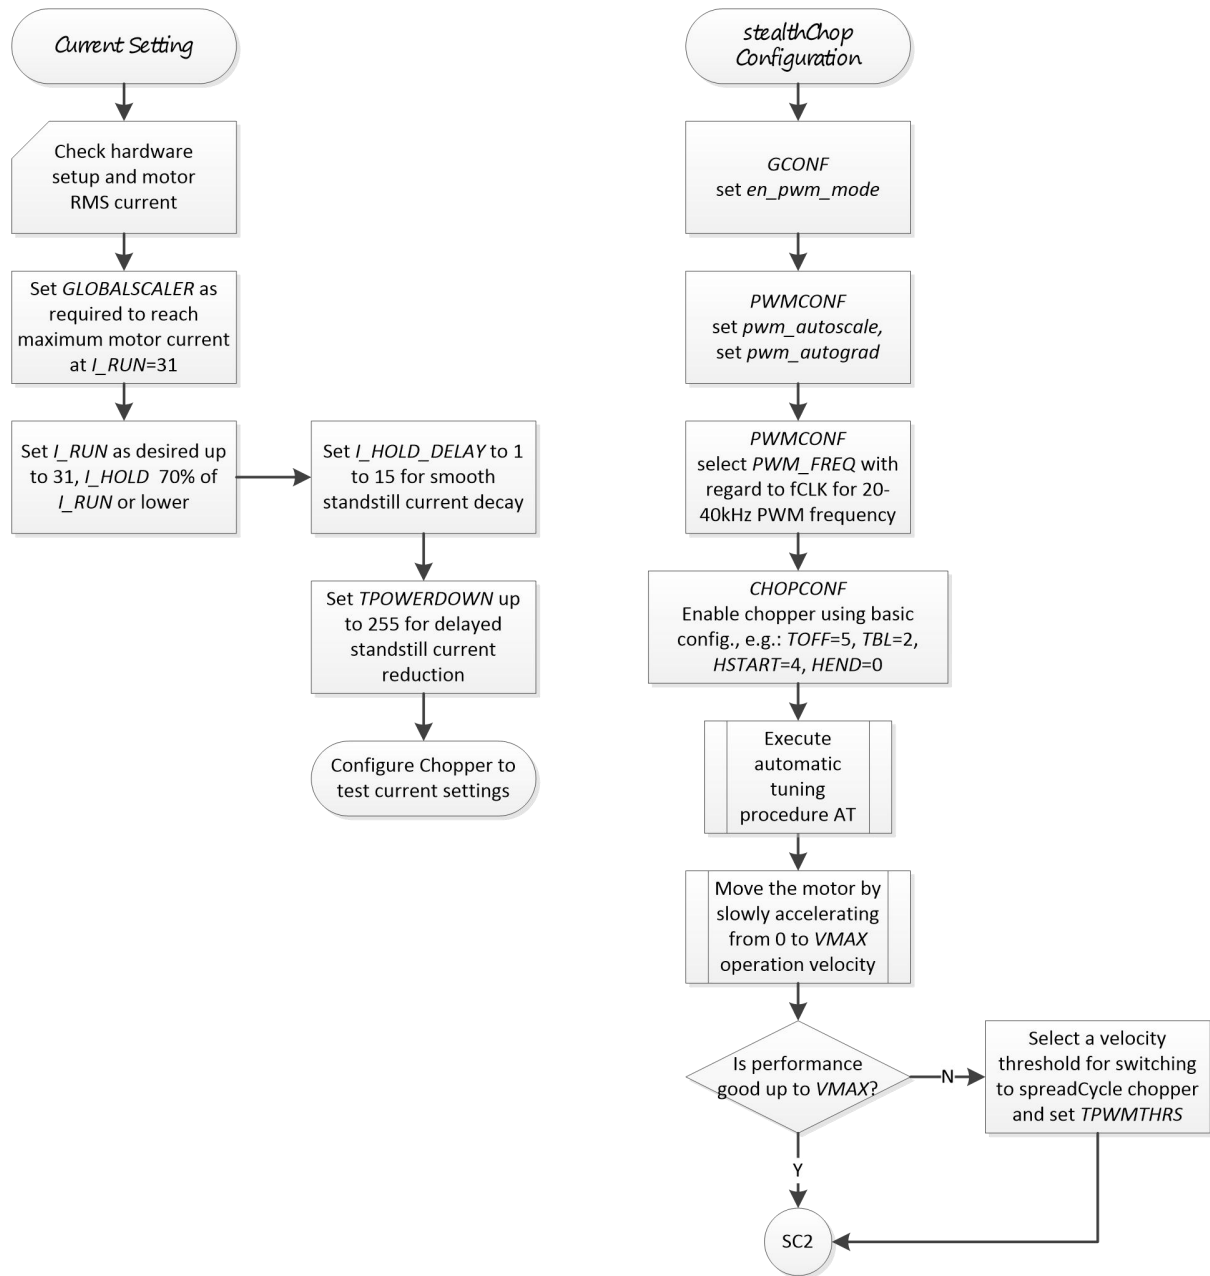 Current Setting
Check hardware
setup and motor
RMS current
Set GLOBALSCALER as
required to reach
maximum motor current
at I_RUN=31
Set I_RUN as desired up
to 31, I_HOLD 70% of
I_RUN or lower
Set I_HOLD_DELAY to 1
to 15 for smooth
standstill current decay
Set TPOWERDOWN up
to 255 for delayed
standstill current
reduction
Configure Chopper to
test current settings
stealthChop
Configuration
GCONF
set en_pwm_mode
PWMCONF
set pwm_autoscale,
set pwm_autograd
PWMCONF
select PWM_FREQ with
regard to fCLK for 20-
40kHz PWM frequency
CHOPCONF
Enable chopper using basic
config., e.g.: TOFF=5, TBL=2,
HSTART=4, HEND=0
Execute
automatic
tuning
procedure AT
Move the motor by
slowly accelerating
from 0 to VMAX
operation velocity
Is performance
good up to VMAX?
N
Select a velocity
threshold for switching
to spreadCycle chopper
and set TPWMTHRS
Y
SC2